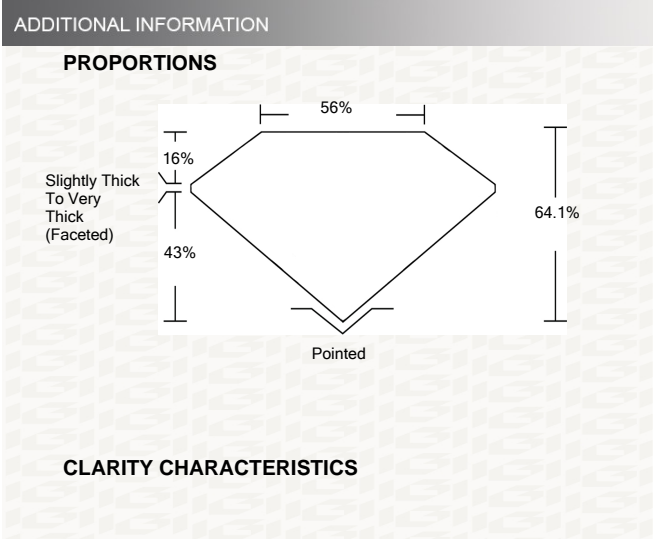 ADDITIONAL INFORMATION
PROPORTIONS
56%
16%
Slightly Thick
To Very
Thick
(Faceted)
64.1%
43%
Pointed
CLARITY CHARACTERISTICS